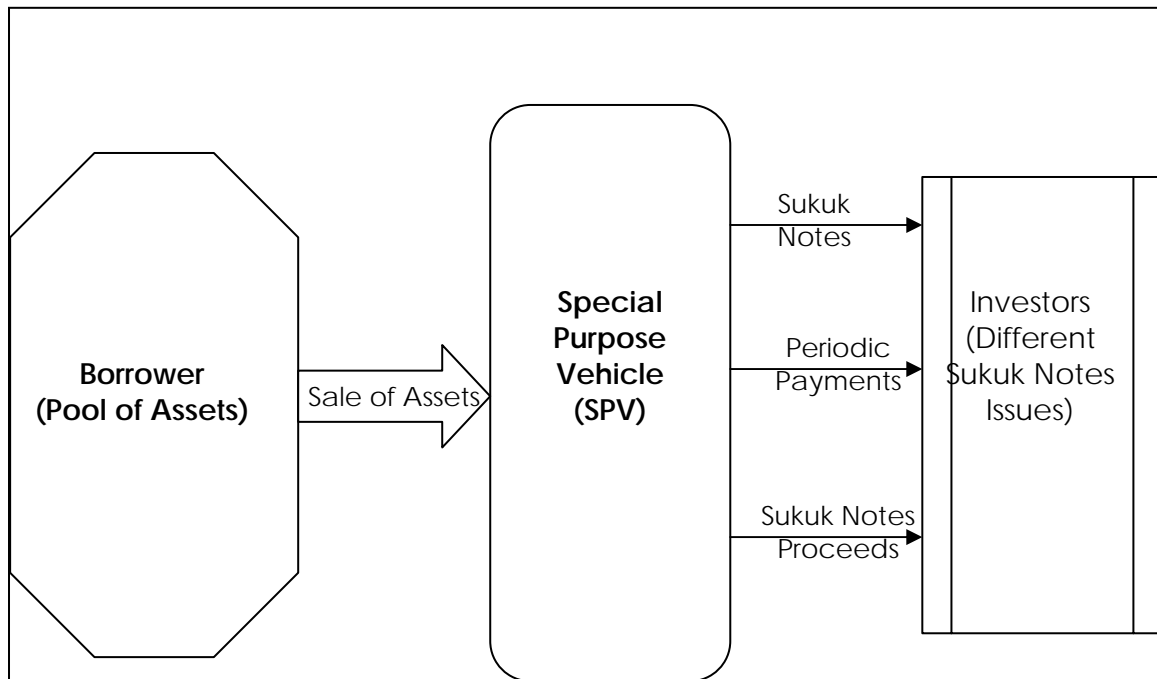 Borrower
(Pool of Assets)
Sale of Assets
Special
Purpose
Vehicle
(SPV)
Sukuk
Notes
Periodic
Payments
Sukuk Notes
Proceeds
Investors
(Different
Sukuk Notes
Issues)